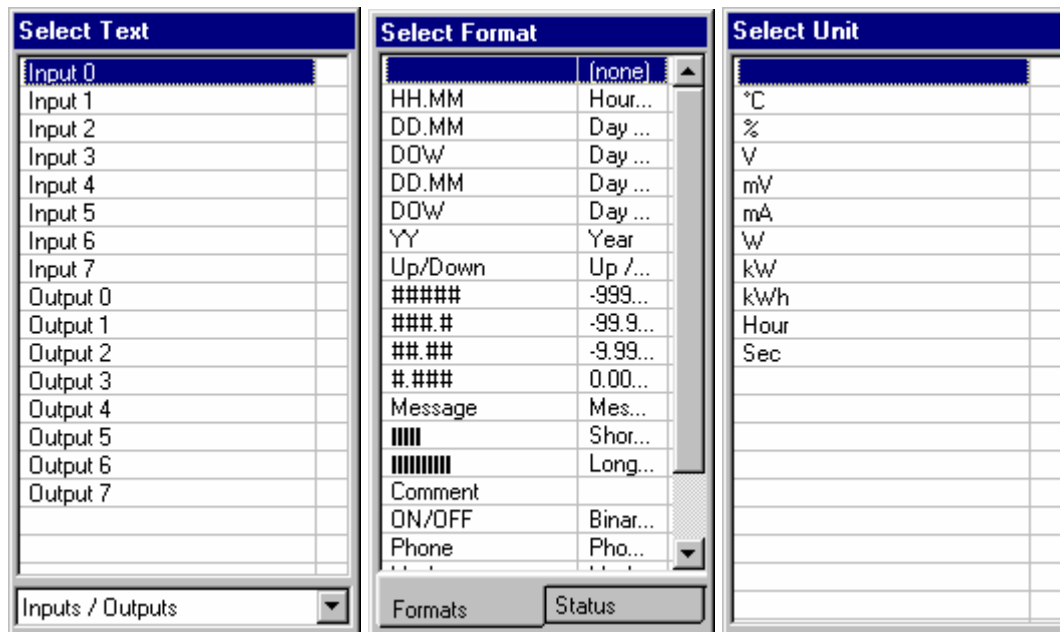 Select Text
Input 0
Input 1
Input 2
Input 3
Input 4
Input 5
Input 6
Input 7
Output 0
Output 1
Output 2
Output 3
Output 4
Output 5
Output 6
Output 7
Inputs / Outputs
Select Format
(none)
HH.MM Hour...
DD.MM Day ...
DOW Day ...
DD.MM Day ...
DOW Day ...
YY Year
Up/Down Up /...
##### -999...
###.# -99.9...
##.## -9.99...
#.### 0.00...
Message Mes...
Shor...
Long...
Comment
ON/OFF Binar...
Phone Pho...
Formats Status
Select Unit
°C
%
V
mV
mA
W
kW
kWh
Hour
Sec